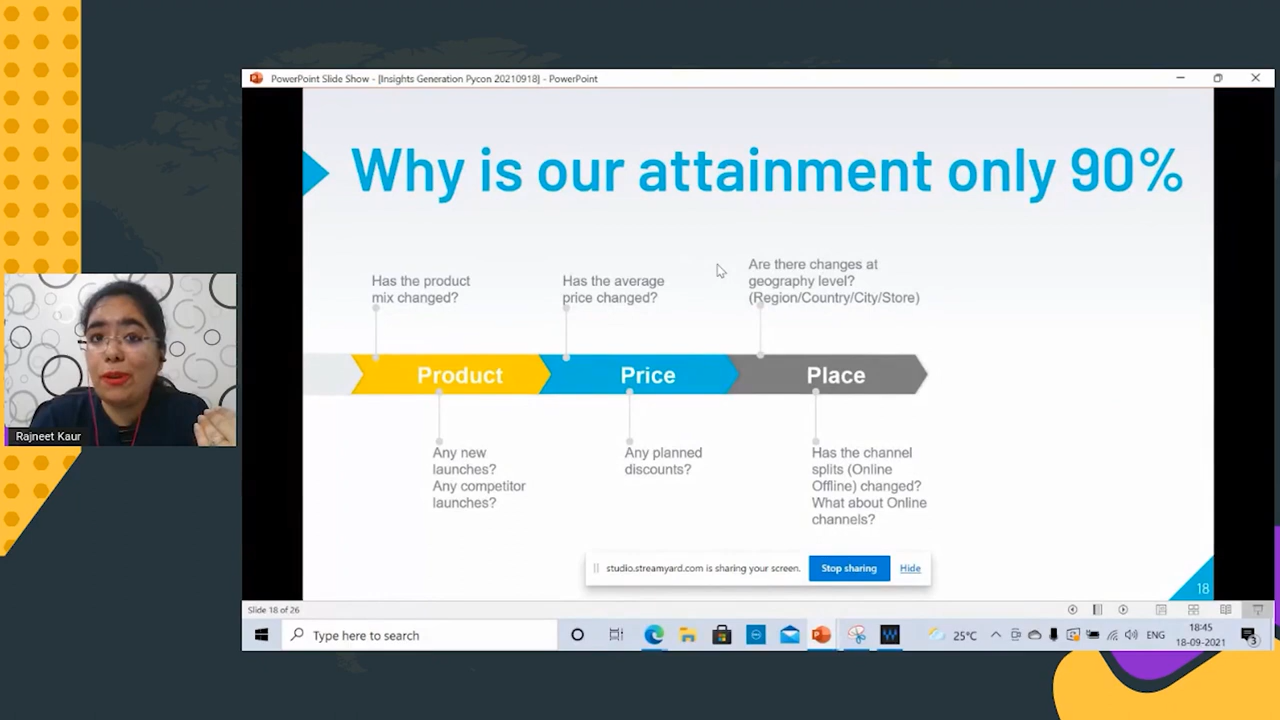 PowerPoint Slide Show - [Insights Generation Pycon 20210918] - PowerPoint
Why is our attainment only 90%
Has the product
mix changed?
Has the average
price changed?
Are there changes at
geography level?
(Region/Country/City/Store)
Product
Price
Place
Any new
launches?
Any competitor
launches?
Any planned
discounts?
Has the channel
splits (Online
Offline) changed?
What about Online
channels?
Rajneet Kaur
studio.streamyard.com is sharing your screen.
Stop sharing
Hide
18
Slide 18 of 26
Type here to search
25°C
ENG
18:45
18-09-2021
3